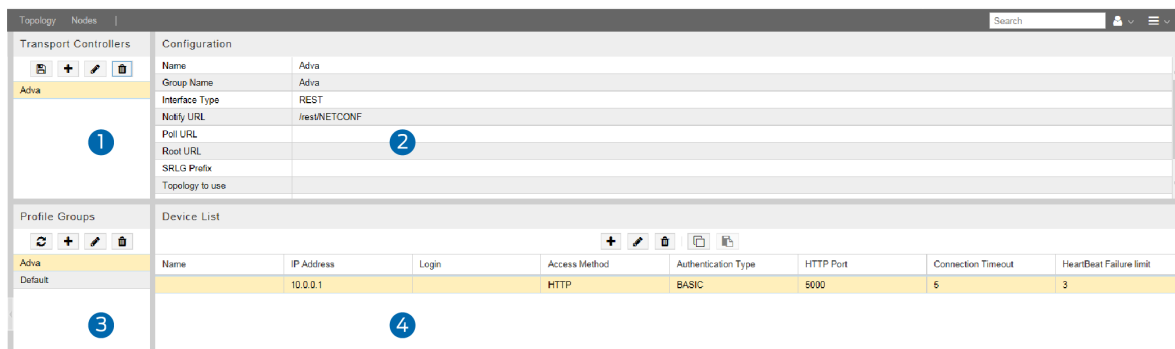 Topology Nodes | Search
Transport Controllers
Adva
1
Configuration
Name Adva
Group Name Adva
Interface Type REST
Notify URL /rest/NETCONF
Poll URL
Root URL
SRLG Prefix
Topology to use
2
Profile Groups
Adva
Default
3
Device List
Name IP Address Login Access Method Authentication Type HTTP Port Connection Timeout HeartBeat Failure limit
10.0.0.1 HTTP BASIC 5000 5 3
4